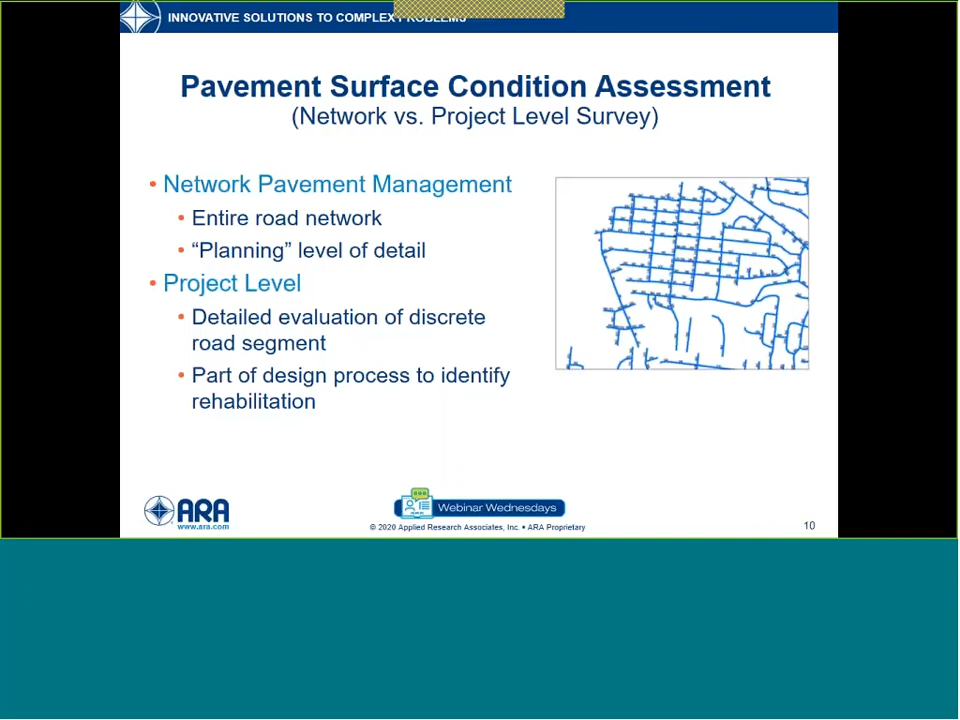 INNOVATIVE SOLUTIONS TO COMPLEX PROBLEMS
Pavement Surface Condition Assessment
(Network vs. Project Level Survey)
• Network Pavement Management
• Entire road network
• “Planning” level of detail
• Project Level
• Detailed evaluation of discrete
road segment
• Part of design process to identify
rehabilitation
ARA
www.ara.com
Webinar Wednesdays
© 2020 Applied Research Associates, Inc. • ARA Proprietary
10